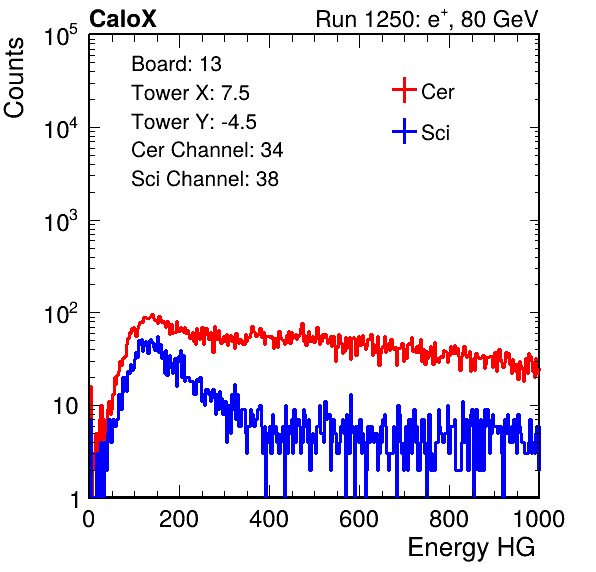 CaloX Run 1250: e⁺, 80 GeV
Counts
Board: 13
Tower X: 7.5
Tower Y: -4.5
Cer Channel: 34
Sci Channel: 38
Cer
Sci
10⁵
10⁴
10³
10²
10
1
0 200 400 600 800 1000
Energy HG